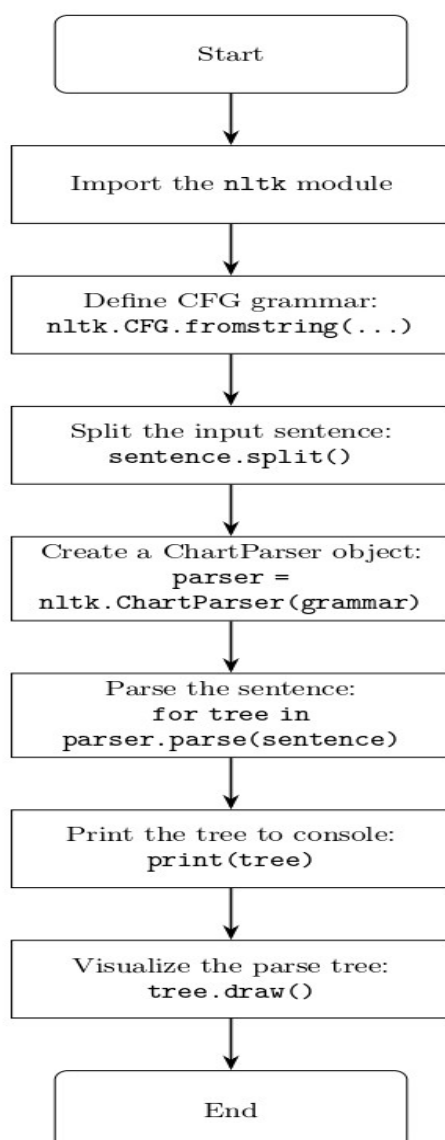 Start
Import the nltk module
Define CFG grammar:
nltk.CFG.fromstring(...)
Split the input sentence:
sentence.split()
Create a ChartParser object:
parser =
nltk.ChartParser(grammar)
Parse the sentence:
for tree in
parser.parse(sentence)
Print the tree to console:
print(tree)
Visualize the parse tree:
tree.draw()
End